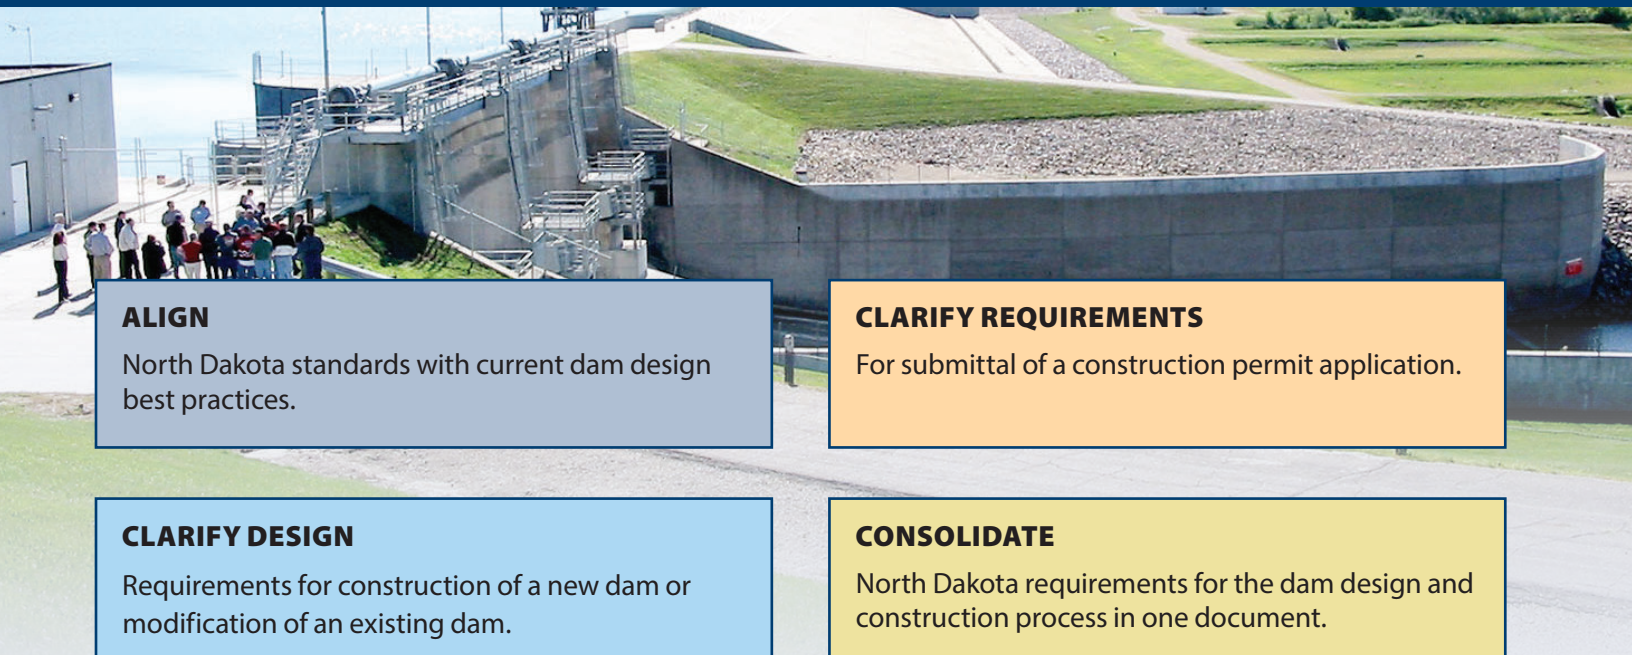 ALIGN
North Dakota standards with current dam design
best practices.
CLARIFY REQUIREMENTS
For submittal of a construction permit application.
CLARIFY DESIGN
Requirements for construction of a new dam or
modification of an existing dam.
CONSOLIDATE
North Dakota requirements for the dam design and
construction process in one document.